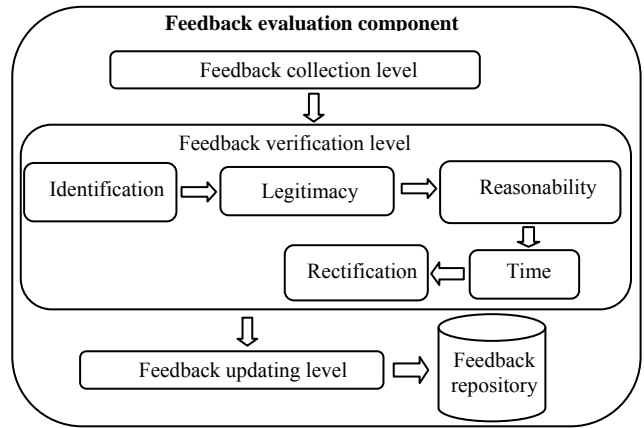 Feedback evaluation component
Feedback collection level
Feedback verification level
Identification
Legitimacy
Reasonability
Rectification
Time
Feedback updating level
Feedback
repository